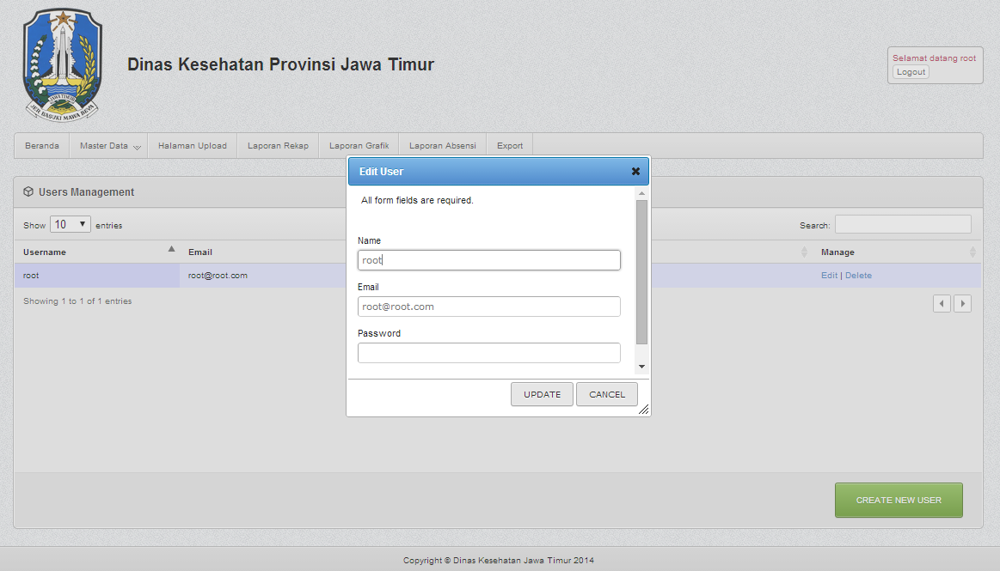 JAWA TIMUR
JER BASUKI MAWA BEYA
Dinas Kesehatan Provinsi Jawa Timur
Selamat datang root
Logout
Beranda Master Data Halaman Upload Laporan Rekap Laporan Grafik Laporan Absensi Export
Users Management
Show 10 entries
Search:
Username Email Manage
root root@root.com Edit | Delete
Showing 1 to 1 of 1 entries
Edit User
All form fields are required.
Name
root
Email
root@root.com
Password
UPDATE CANCEL
CREATE NEW USER
Copyright © Dinas Kesehatan Jawa Timur 2014